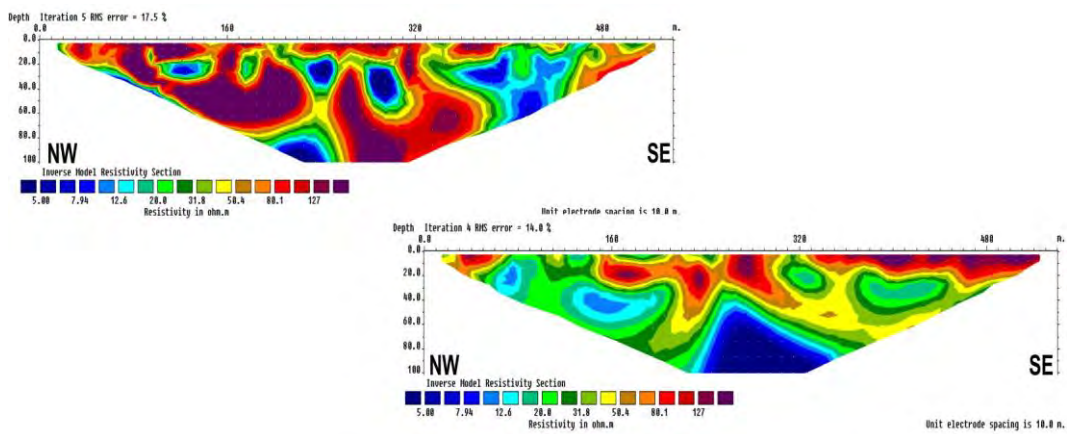 Depth Iteration 5 RMS error = 17.5 %
0.0 160 320 480 m.
0.0
20.0
40.0
60.0
80.0
100
NW SE
Inverse Model Resistivity Section
5.00 7.94 12.6 20.0 31.8 50.4 80.1 127
Resistivity in ohm.m
Unit electrode spacing is 10.0 m.
Depth Iteration 4 RMS error = 14.0 %
0.0 160 320 480 m.
0.0
20.0
40.0
60.0
80.0
100
NW SE
Inverse Model Resistivity Section
5.00 7.94 12.6 20.0 31.8 50.4 80.1 127
Resistivity in ohm.m
Unit electrode spacing is 10.0 m.